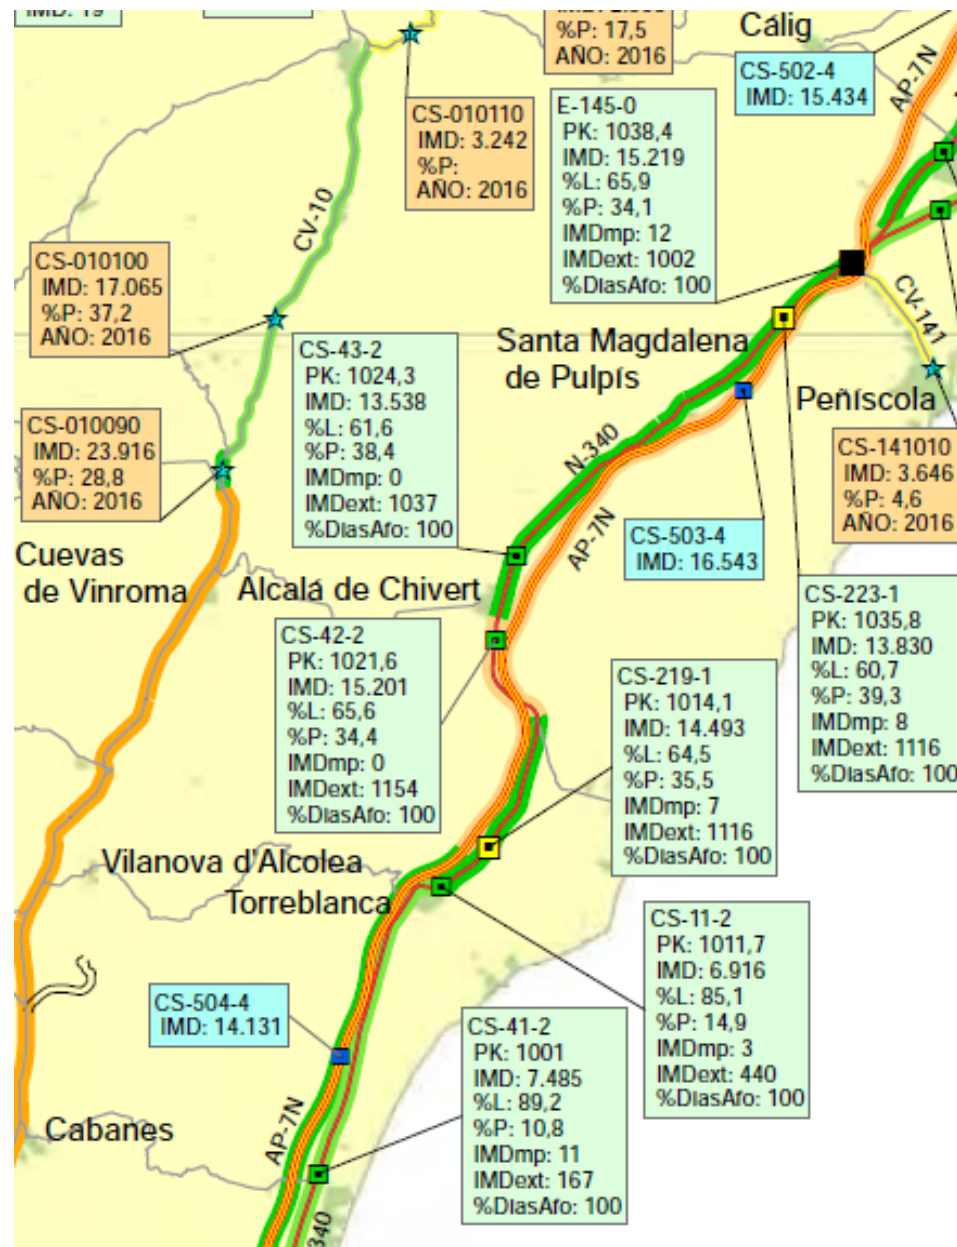 IMD: 19
%P: 17,5
AÑO: 2016
Cálig
CS-502-4
IMD: 15.434
AP-7N
CS-010110
IMD: 3.242
%P:
AÑO: 2016
E-145-0
PK: 1038,4
IMD: 15.219
%L: 65,9
%P: 34,1
IMDmp: 12
IMDext: 1002
%DiasAfo: 100
CV-10
CS-010100
IMD: 17.065
%P: 37,2
AÑO: 2016
CV-141
Santa Magdalena
de Pulpís
Peñíscola
CS-43-2
PK: 1024,3
IMD: 13.538
%L: 61,6
%P: 38,4
IMDmp: 0
IMDext: 1037
%DiasAfo: 100
CS-010090
IMD: 23.916
%P: 28,8
AÑO: 2016
N-340
CS-141010
IMD: 3.646
%P: 4,6
AÑO: 2016
AP-7N
CS-503-4
IMD: 16.543
Cuevas
de Vinroma
Alcalá de Chivert
CS-223-1
PK: 1035,8
IMD: 13.830
%L: 60,7
%P: 39,3
IMDmp: 8
IMDext: 1116
%DiasAfo: 100
CS-42-2
PK: 1021,6
IMD: 15.201
%L: 65,6
%P: 34,4
IMDmp: 0
IMDext: 1154
%DiasAfo: 100
CS-219-1
PK: 1014,1
IMD: 14.493
%L: 64,5
%P: 35,5
IMDmp: 7
IMDext: 1116
%DiasAfo: 100
Vilanova d'Alcolea
Torreblanca
CS-11-2
PK: 1011,7
IMD: 6.916
%L: 85,1
%P: 14,9
IMDmp: 3
IMDext: 440
%DiasAfo: 100
CS-504-4
IMD: 14.131
CS-41-2
PK: 1001
IMD: 7.485
%L: 89,2
%P: 10,8
IMDmp: 11
IMDext: 167
%DiasAfo: 100
Cabanes
AP-7N
340